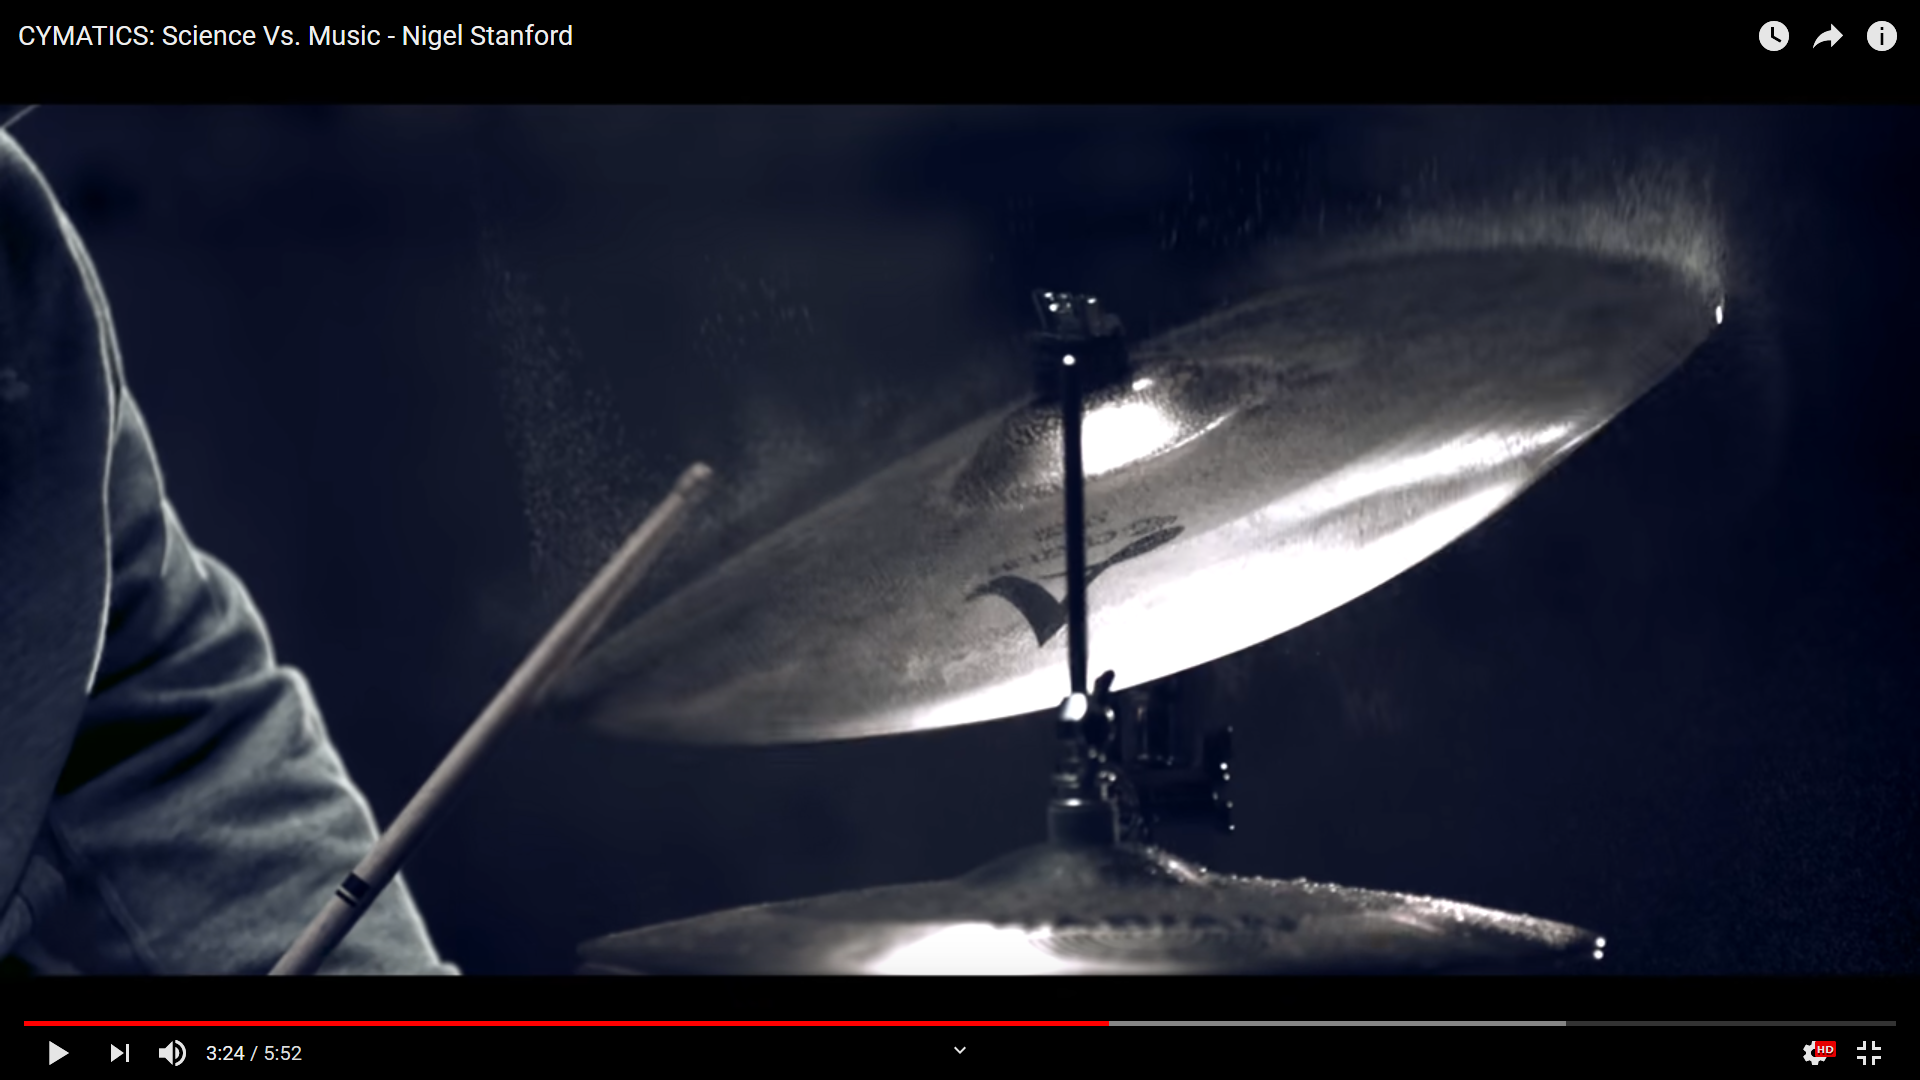 CYMATICS: Science Vs. Music - Nigel Stanford
3:24 / 5:52
HD